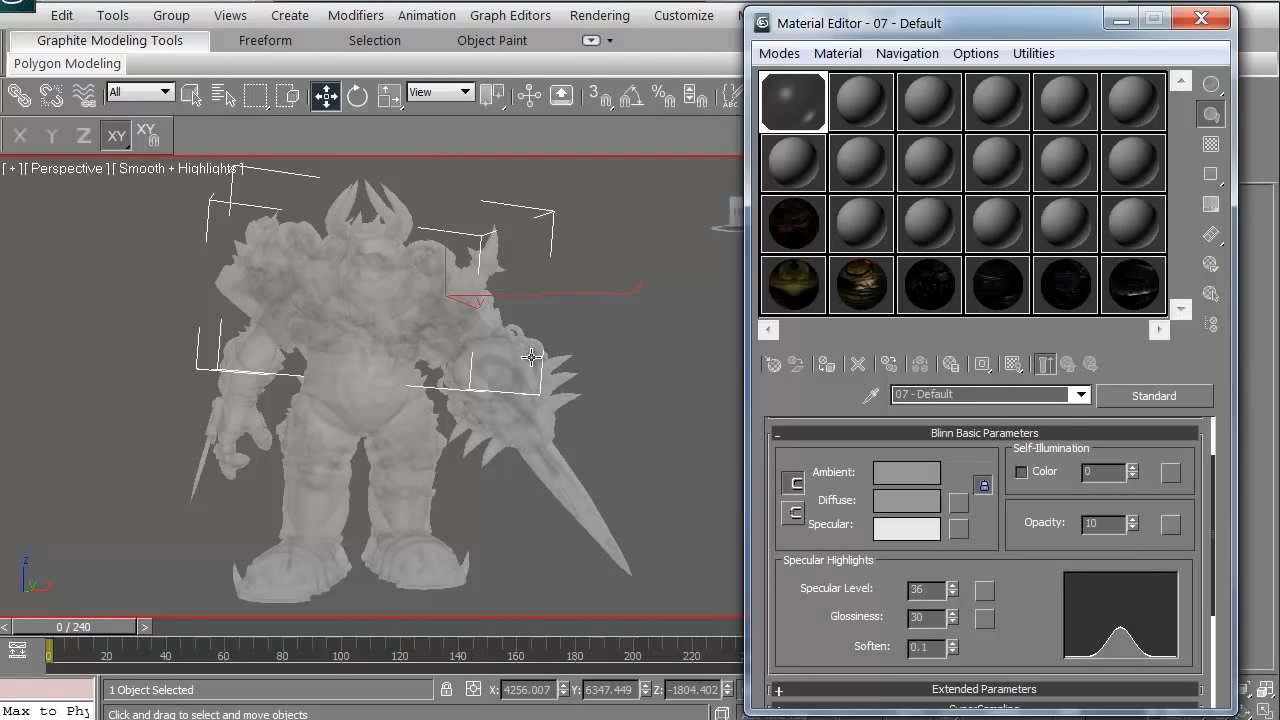 Edit Tools Group Views Create Modifiers Animation Graph Editors Rendering Customize
Graphite Modeling Tools Freeform Selection Object Paint
Polygon Modeling
All View
X Y Z XY XY
[ + ][ Perspective ][ Smooth + Highlights ]
z
y x
0 / 240
0 20 40 60 80 100 120 140 160 180 200 220
1 Object Selected X: 4256.007 Y: 6347.449 Z: -1804.402
Max to Phy Click and drag to select and move objects
Material Editor - 07 - Default
Modes Material Navigation Options Utilities
07 - Default Standard
Blinn Basic Parameters
Self-Illumination
Ambient: Color 0
Diffuse:
Specular: Opacity: 10
Specular Highlights
Specular Level: 36
Glossiness: 30
Soften: 0.1
Extended Parameters
SuperSampling